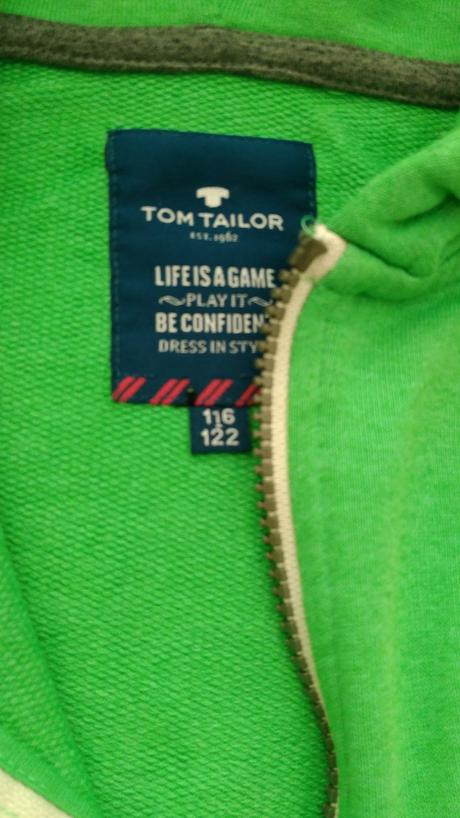 TOM TAILOR
EST. 1962
LIFE IS A GAME
PLAY IT
BE CONFIDEN
DRESS IN STY
116
122